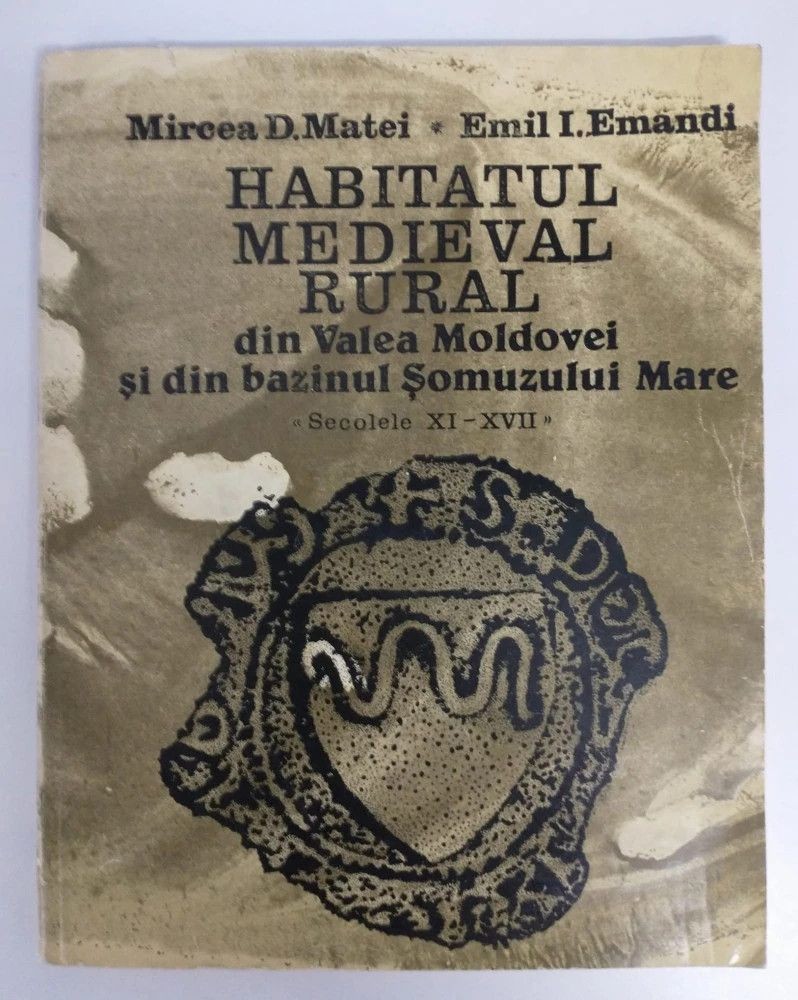 Mircea D. Matei * Emil I. Emandi
HABITATUL
MEDIEVAL
RURAL
din Valea Moldovei
și din bazinul Șomuzului Mare
« Secolele XI – XVII »